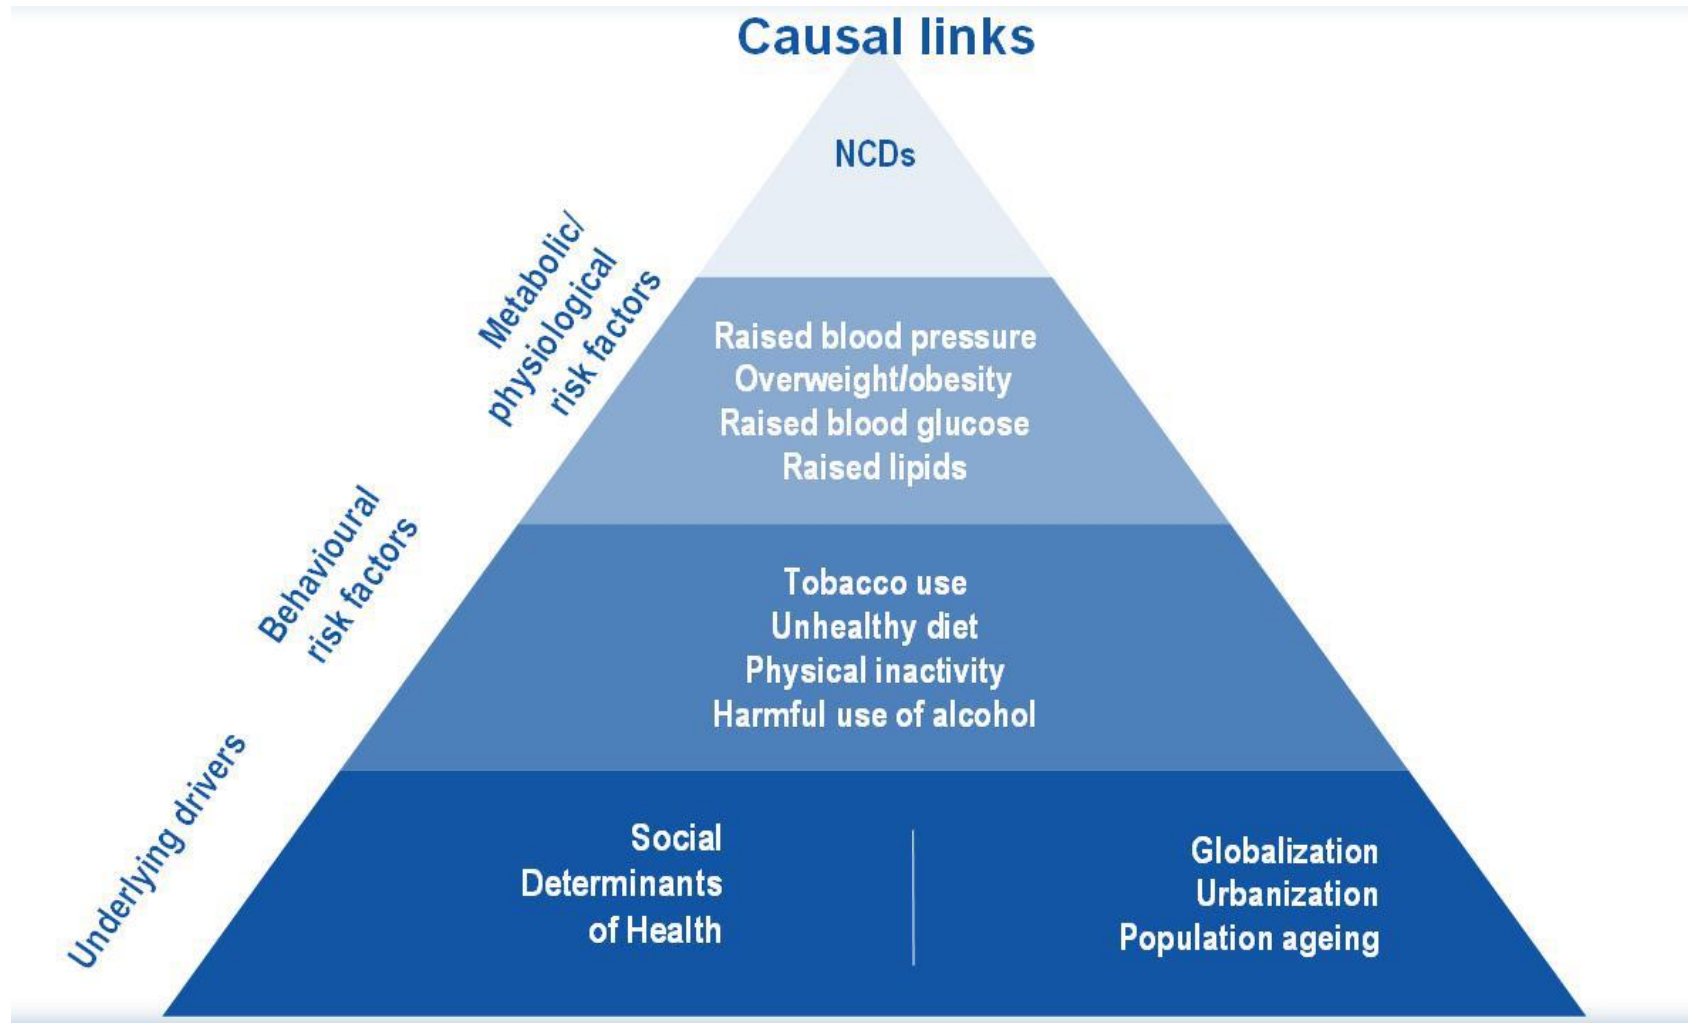 Causal links
NCDs
Metabolic/
physiological
risk factors
Raised blood pressure
Overweight/obesity
Raised blood glucose
Raised lipids
Behavioural
risk factors
Tobacco use
Unhealthy diet
Physical inactivity
Harmful use of alcohol
Underlying drivers
Social
Determinants
of Health
Globalization
Urbanization
Population ageing